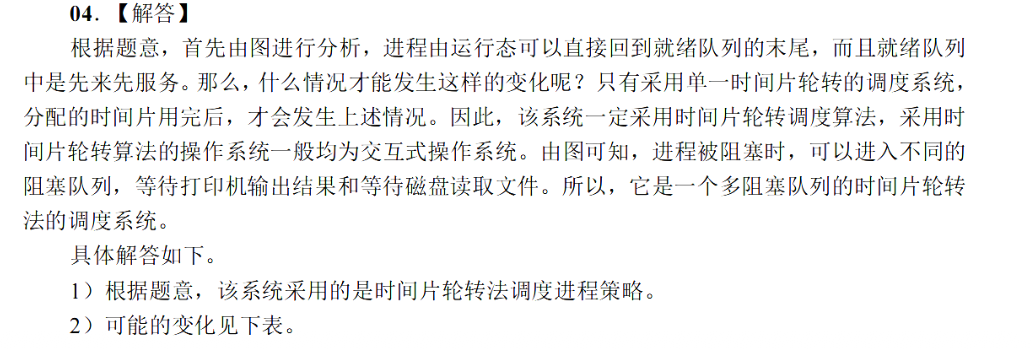 04．【解答】
根据题意，首先由图进行分析，进程由运行态可以直接回到就绪队列的末尾，而且就绪队列
中是先来先服务。那么，什么情况才能发生这样的变化呢？只有采用单一时间片轮转的调度系统，
分配的时间片用完后，才会发生上述情况。因此，该系统一定采用时间片轮转调度算法，采用时
间片轮转算法的操作系统一般均为交互式操作系统。由图可知，进程被阻塞时，可以进入不同的
阻塞队列，等待打印机输出结果和等待磁盘读取文件。所以，它是一个多阻塞队列的时间片轮转
法的调度系统。
具体解答如下。
1）根据题意，该系统采用的是时间片轮转法调度进程策略。
2）可能的变化见下表。